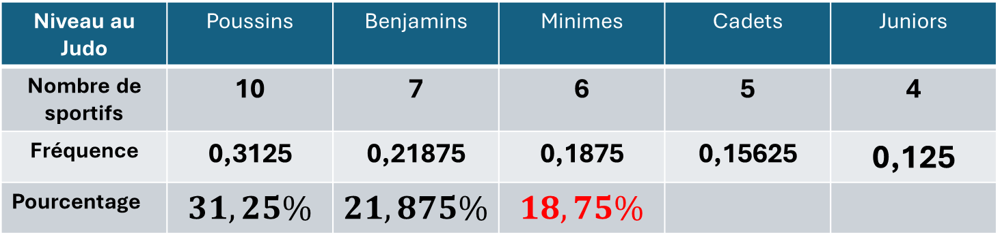 Niveau au Judo Poussins Benjamins Minimes Cadets Juniors
Nombre de sportifs 10 7 6 5 4
Fréquence 0,3125 0,21875 0,1875 0,15625 0,125
Pourcentage 31,25% 21,875% 18,75%